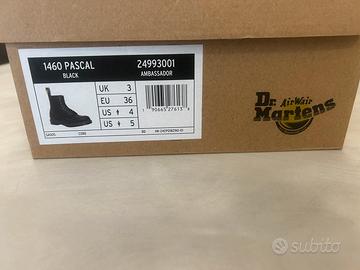 1460 PASCAL 24993001
BLACK AMBASSADOR
UK 3
EU 36
US 4
US 5
Dr. AirWair
Martens
subito